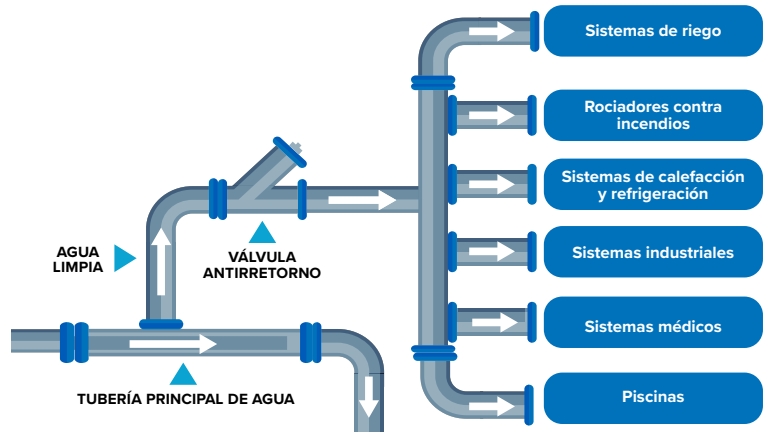 Sistemas de riego
Rociadores contra
incendios
Sistemas de calefacción
y refrigeración
AGUA
LIMPIA
VÁLVULA
ANTIRRETORNO
Sistemas industriales
Sistemas médicos
TUBERÍA PRINCIPAL DE AGUA
Piscinas